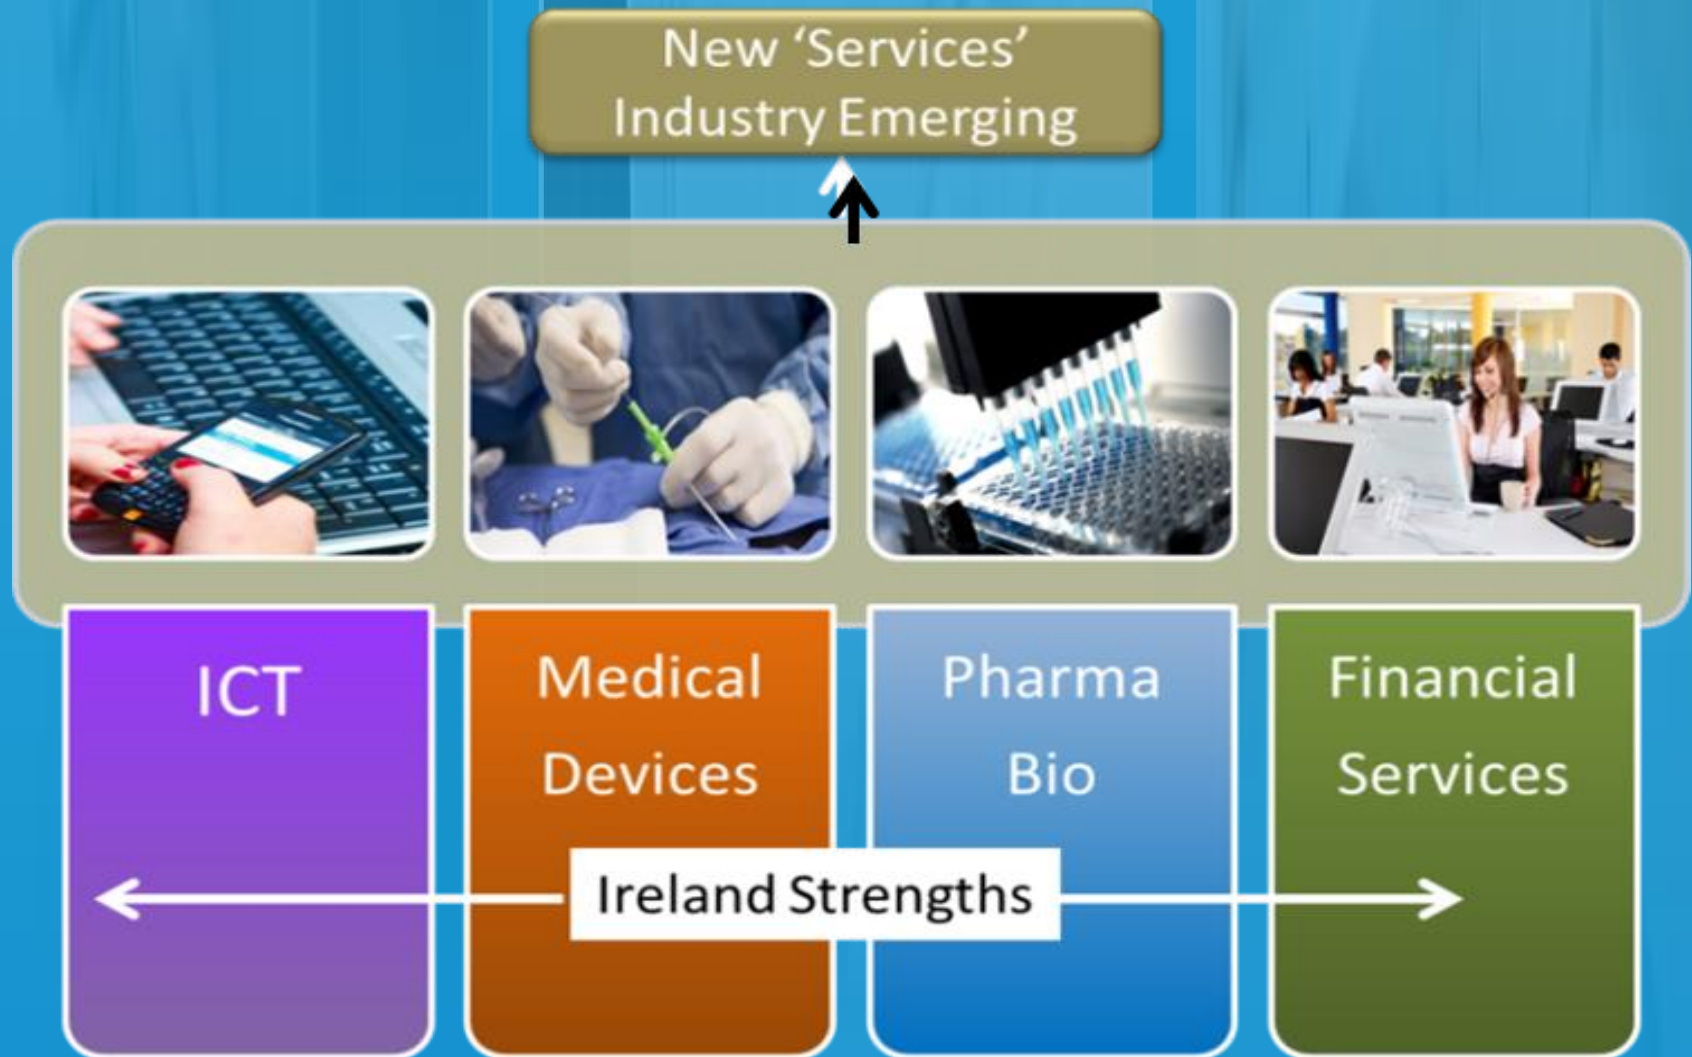 New ‘Services’
Industry Emerging
ICT
Medical
Devices
Pharma
Bio
Financial
Services
Ireland Strengths